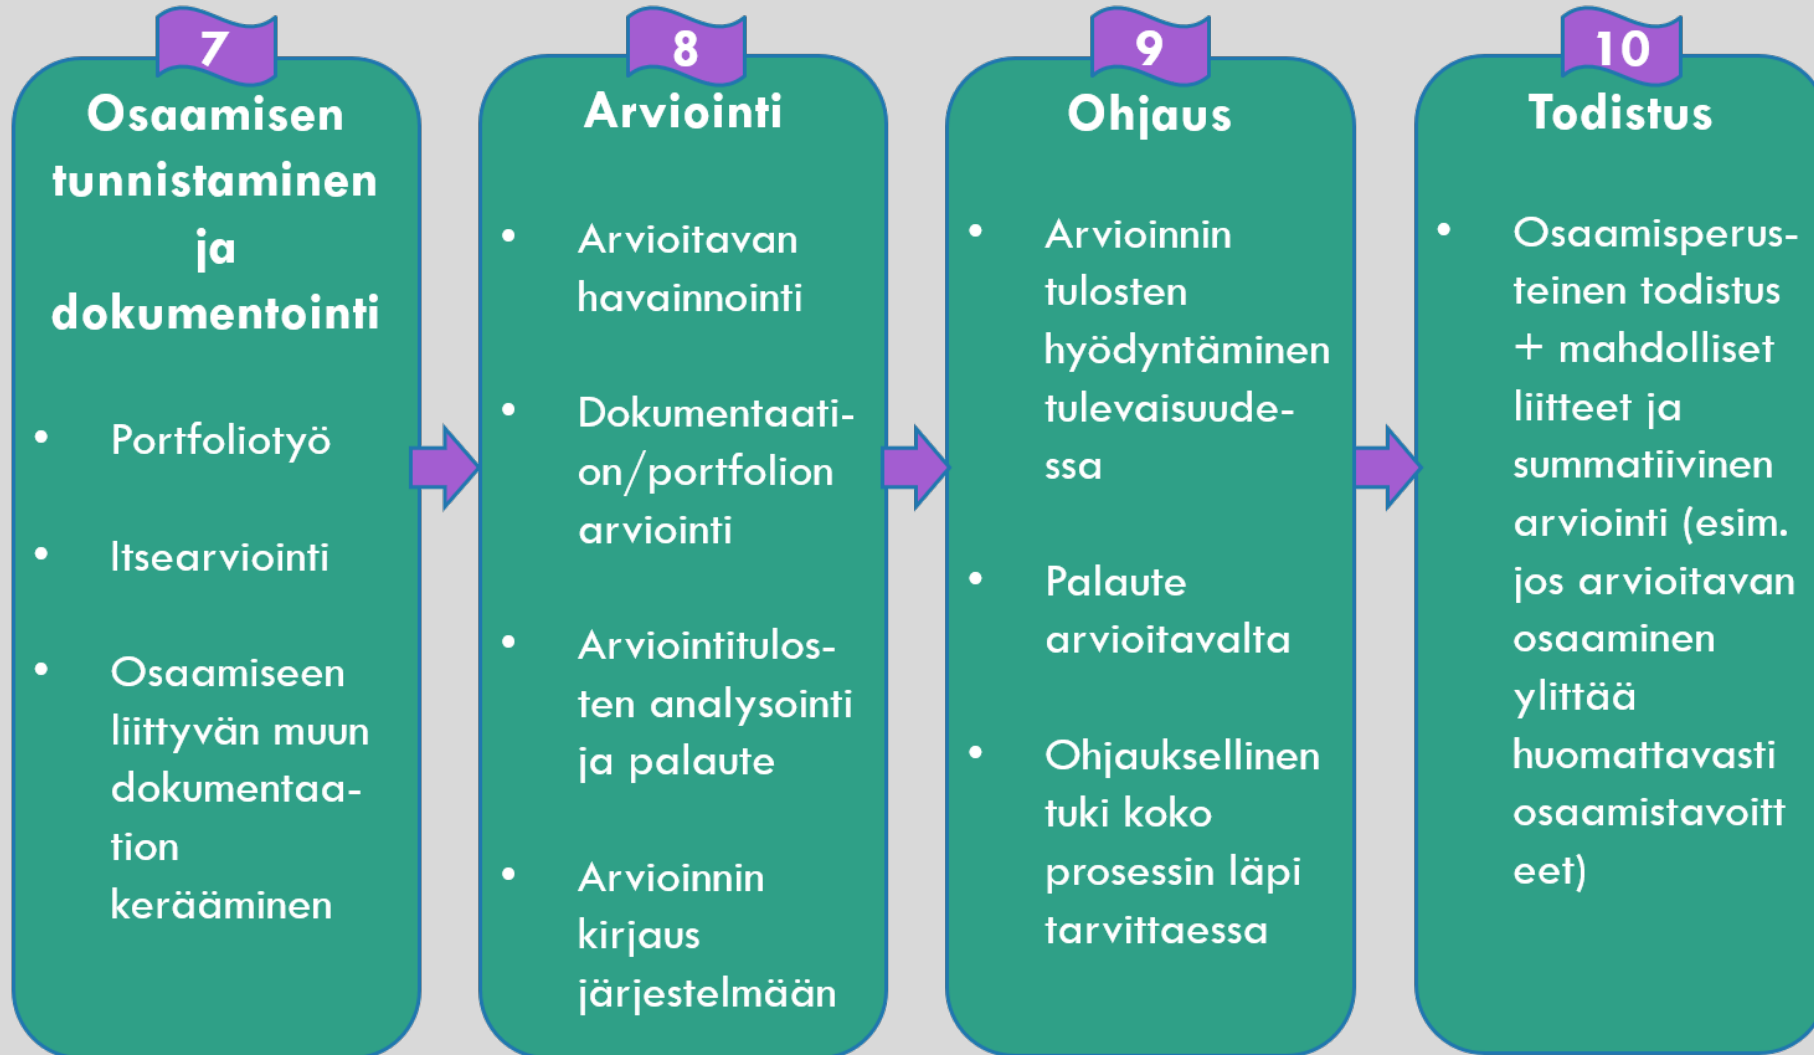 7
Osaamisen
tunnistaminen
ja
dokumentointi
• Portfoliotyö
• Itsearviointi
• Osaamiseen
liittyvän muun
dokumentaa-
tion
kerääminen
8
Arviointi
• Arvioitavan
havainnointi
• Dokumentaati-
on/portfolion
arviointi
• Arviointitulos-
ten analysointi
ja palaute
• Arvioinnin
kirjaus
järjestelmään
9
Ohjaus
• Arvioinnin
tulosten
hyödyntäminen
tulevaisuude-
ssa
• Palaute
arvioitavalta
• Ohjauksellinen
tuki koko
prosessin läpi
tarvittaessa
10
Todistus
• Osaamisperus-
teinen todistus
+ mahdolliset
liitteet ja
summatiivinen
arviointi (esim.
jos arvioitavan
osaaminen
ylittää
huomattavasti
osaamistavoitt
eet)